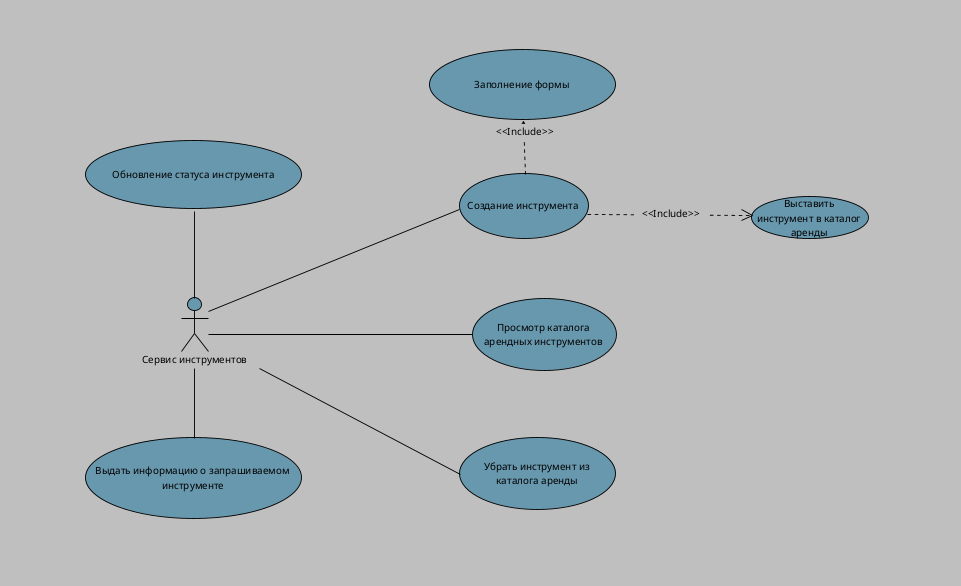 Заполнение формы
<<Include>>
Обновление статуса инструмента
Создание инструмента
<<Include>>
Выставить
инструмент в каталог
аренды
Просмотр каталога
арендных инструментов
Сервис инструментов
Выдать информацию о запрашиваемом
инструменте
Убрать инструмент из
каталога аренды